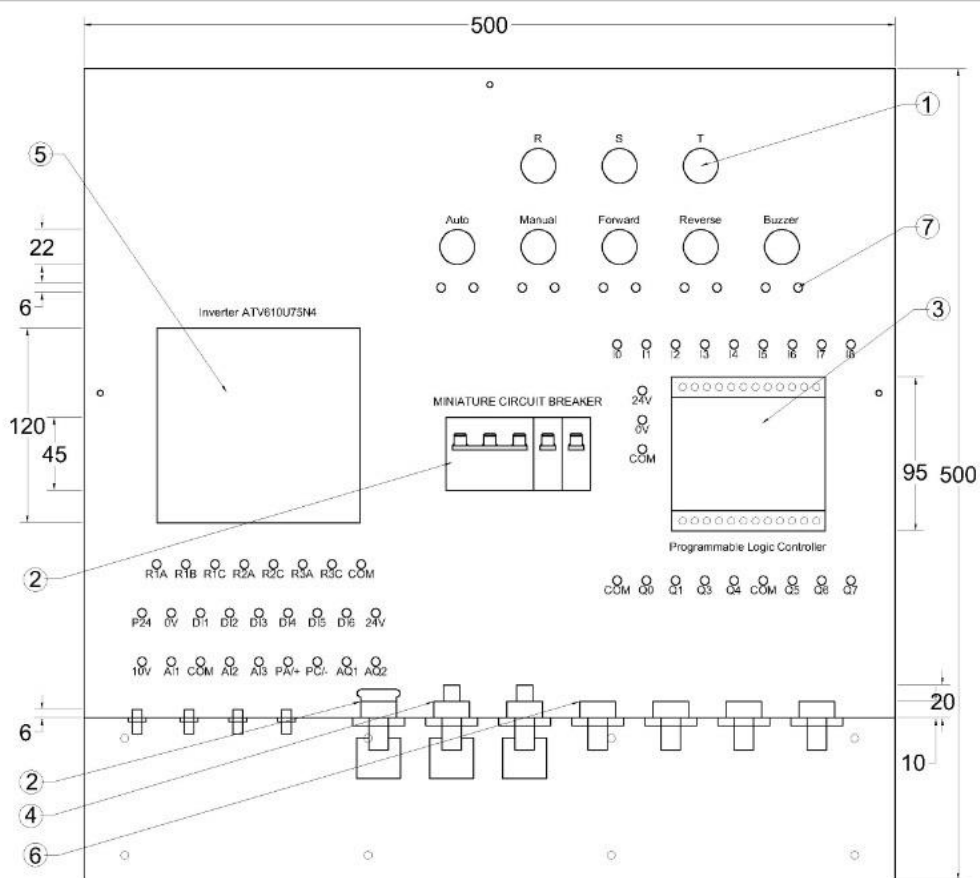 500
1
R S T
5
Auto Manual Forward Reverse Buzzer
7
22
6
Inverter ATV610U75N4
3
I0 I1 I2 I3 I4 I5 I6 I7 I8
24V
MINIATURE CIRCUIT BREAKER
0V
120
45
COM
95
500
Programmable Logic Controller
2
R1A R1B R1C R2A R2C R3A R3C COM
COM Q0 Q1 Q3 Q4 COM Q5 Q6 Q7
P24 0V DI1 DI2 DI3 DI4 DI5 DI6 24V
10V AI1 COM AI2 AI3 PA/+ PC/- AQ1 AQ2
20
6
10
2
4
6